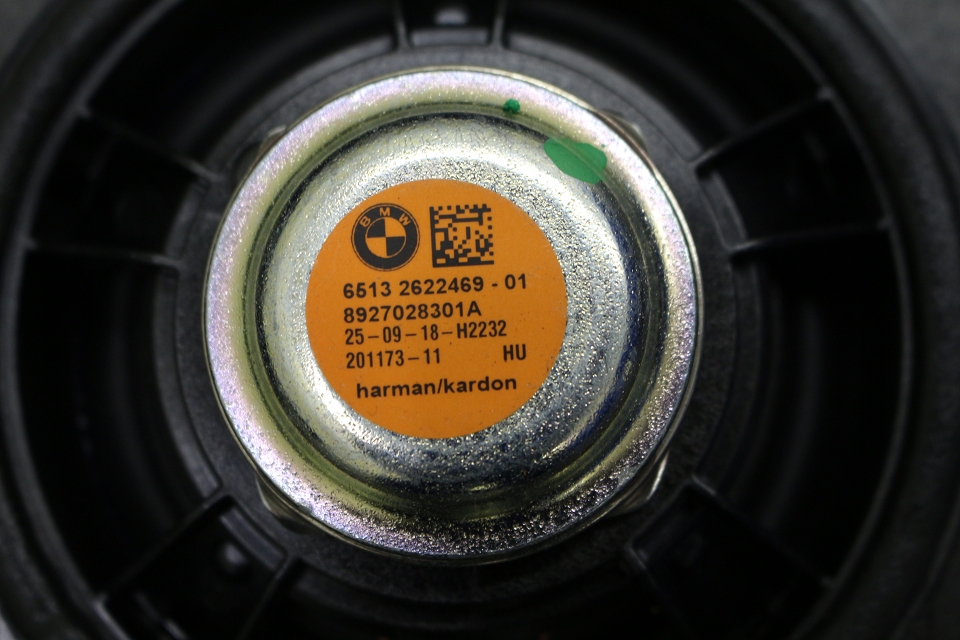 BMW
6513 2622469 - 01
8927028301A
25-09-18-H2232
201173-11 HU
harman/kardon